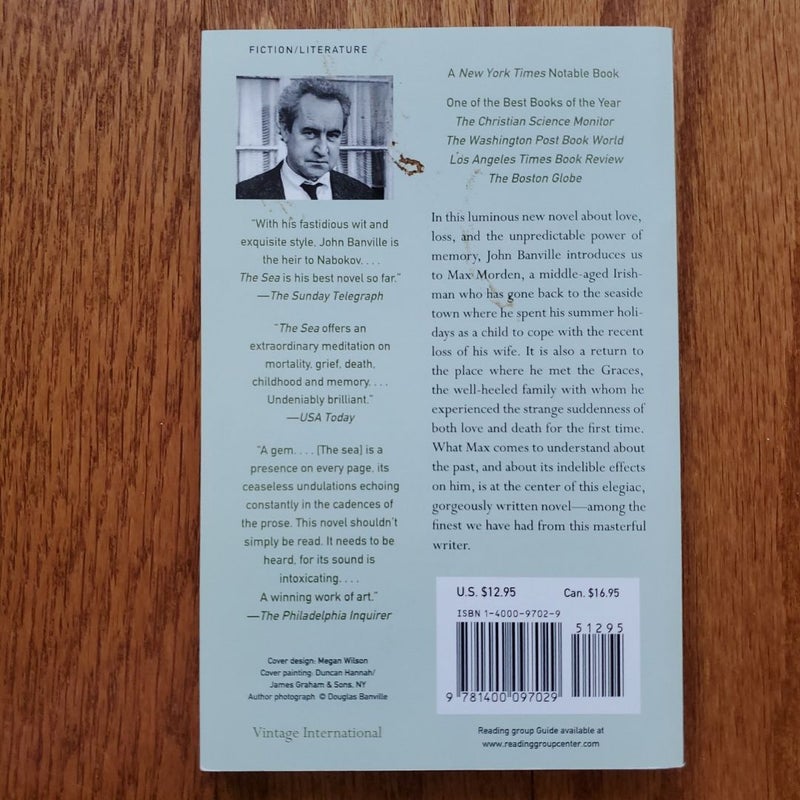 FICTION/LITERATURE
"With his fastidious wit and
exquisite style, John Banville is
the heir to Nabokov. . . .
The Sea is his best novel so far."
—The Sunday Telegraph
"The Sea offers an
extraordinary meditation on
mortality, grief, death,
childhood and memory. . . .
Undeniably brilliant."
—USA Today
"A gem. . . . [The sea] is a
presence on every page, its
ceaseless undulations echoing
constantly in the cadences of
the prose. This novel shouldn't
simply be read. It needs to be
heard, for its sound is
intoxicating. . . .
A winning work of art."
—The Philadelphia Inquirer
Cover design: Megan Wilson
Cover painting: Duncan Hannah/
James Graham & Sons, NY
Author photograph © Douglas Banville
Vintage International
A New York Times Notable Book
One of the Best Books of the Year
The Christian Science Monitor
The Washington Post Book World
Los Angeles Times Book Review
The Boston Globe
In this luminous new novel about love,
loss, and the unpredictable power of
memory, John Banville introduces us
to Max Morden, a middle-aged Irish-
man who has gone back to the seaside
town where he spent his summer holi-
days as a child to cope with the recent
loss of his wife. It is also a return to
the place where he met the Graces,
the well-heeled family with whom he
experienced the strange suddenness of
both love and death for the first time.
What Max comes to understand about
the past, and about its indelible effects
on him, is at the center of this elegiac,
gorgeously written novel—among the
finest we have had from this masterful
writer.
U.S. $12.95 Can. $16.95
ISBN 1-4000-9702-9
51295
9 781400 097029
Reading group Guide available at
www.readinggroupcenter.com